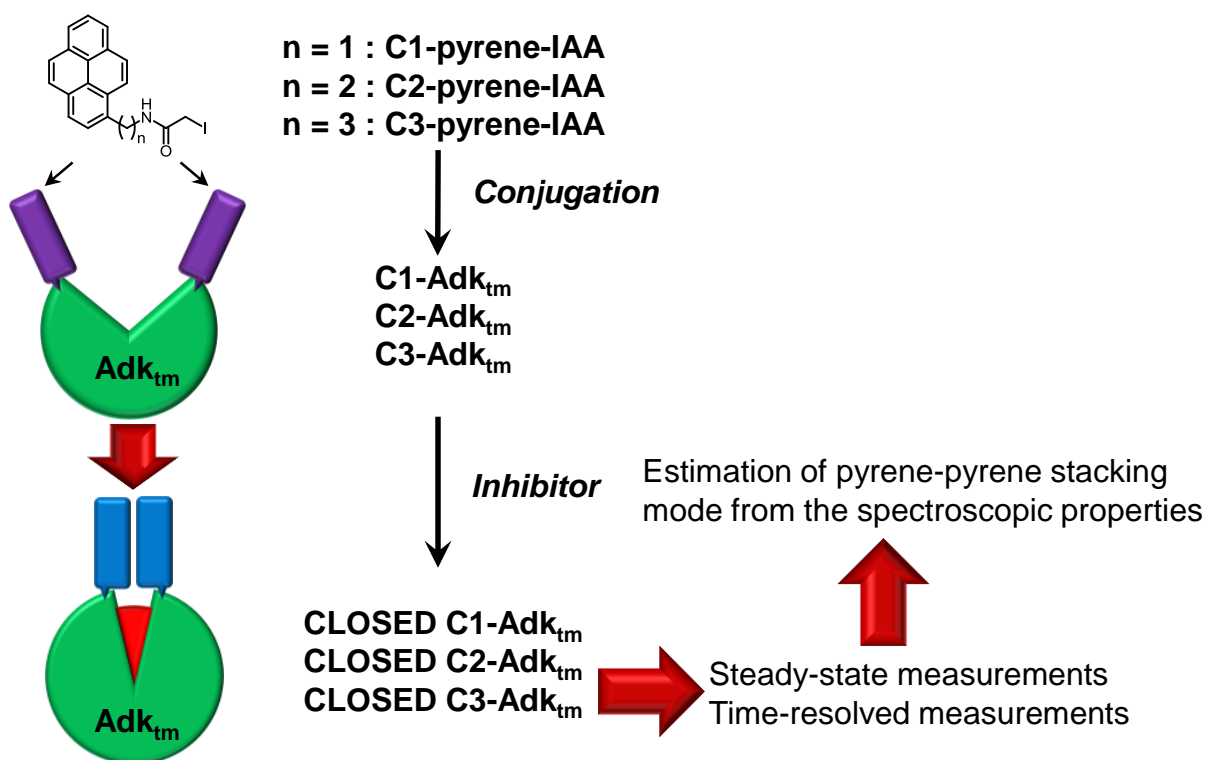 n = 1 : C1-pyrene-IAA
n = 2 : C2-pyrene-IAA
n = 3 : C3-pyrene-IAA
H
N
I
n
O
Conjugation
C1-Adktm
C2-Adktm
C3-Adktm
Adktm
Inhibitor
Estimation of pyrene-pyrene stacking
mode from the spectroscopic properties
CLOSED C1-Adktm
CLOSED C2-Adktm
CLOSED C3-Adktm
Steady-state measurements
Time-resolved measurements
Adktm